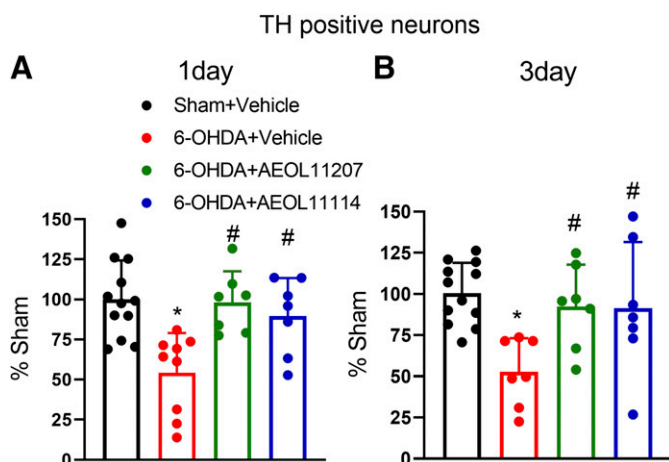 TH positive neurons
A
1day
B
3day
Sham+Vehicle
6-OHDA+Vehicle
6-OHDA+AEOL11207
6-OHDA+AEOL11114
% Sham
150
125
100
75
50
25
0
*
#
#
% Sham
150
125
100
75
50
25
0
*
#
#